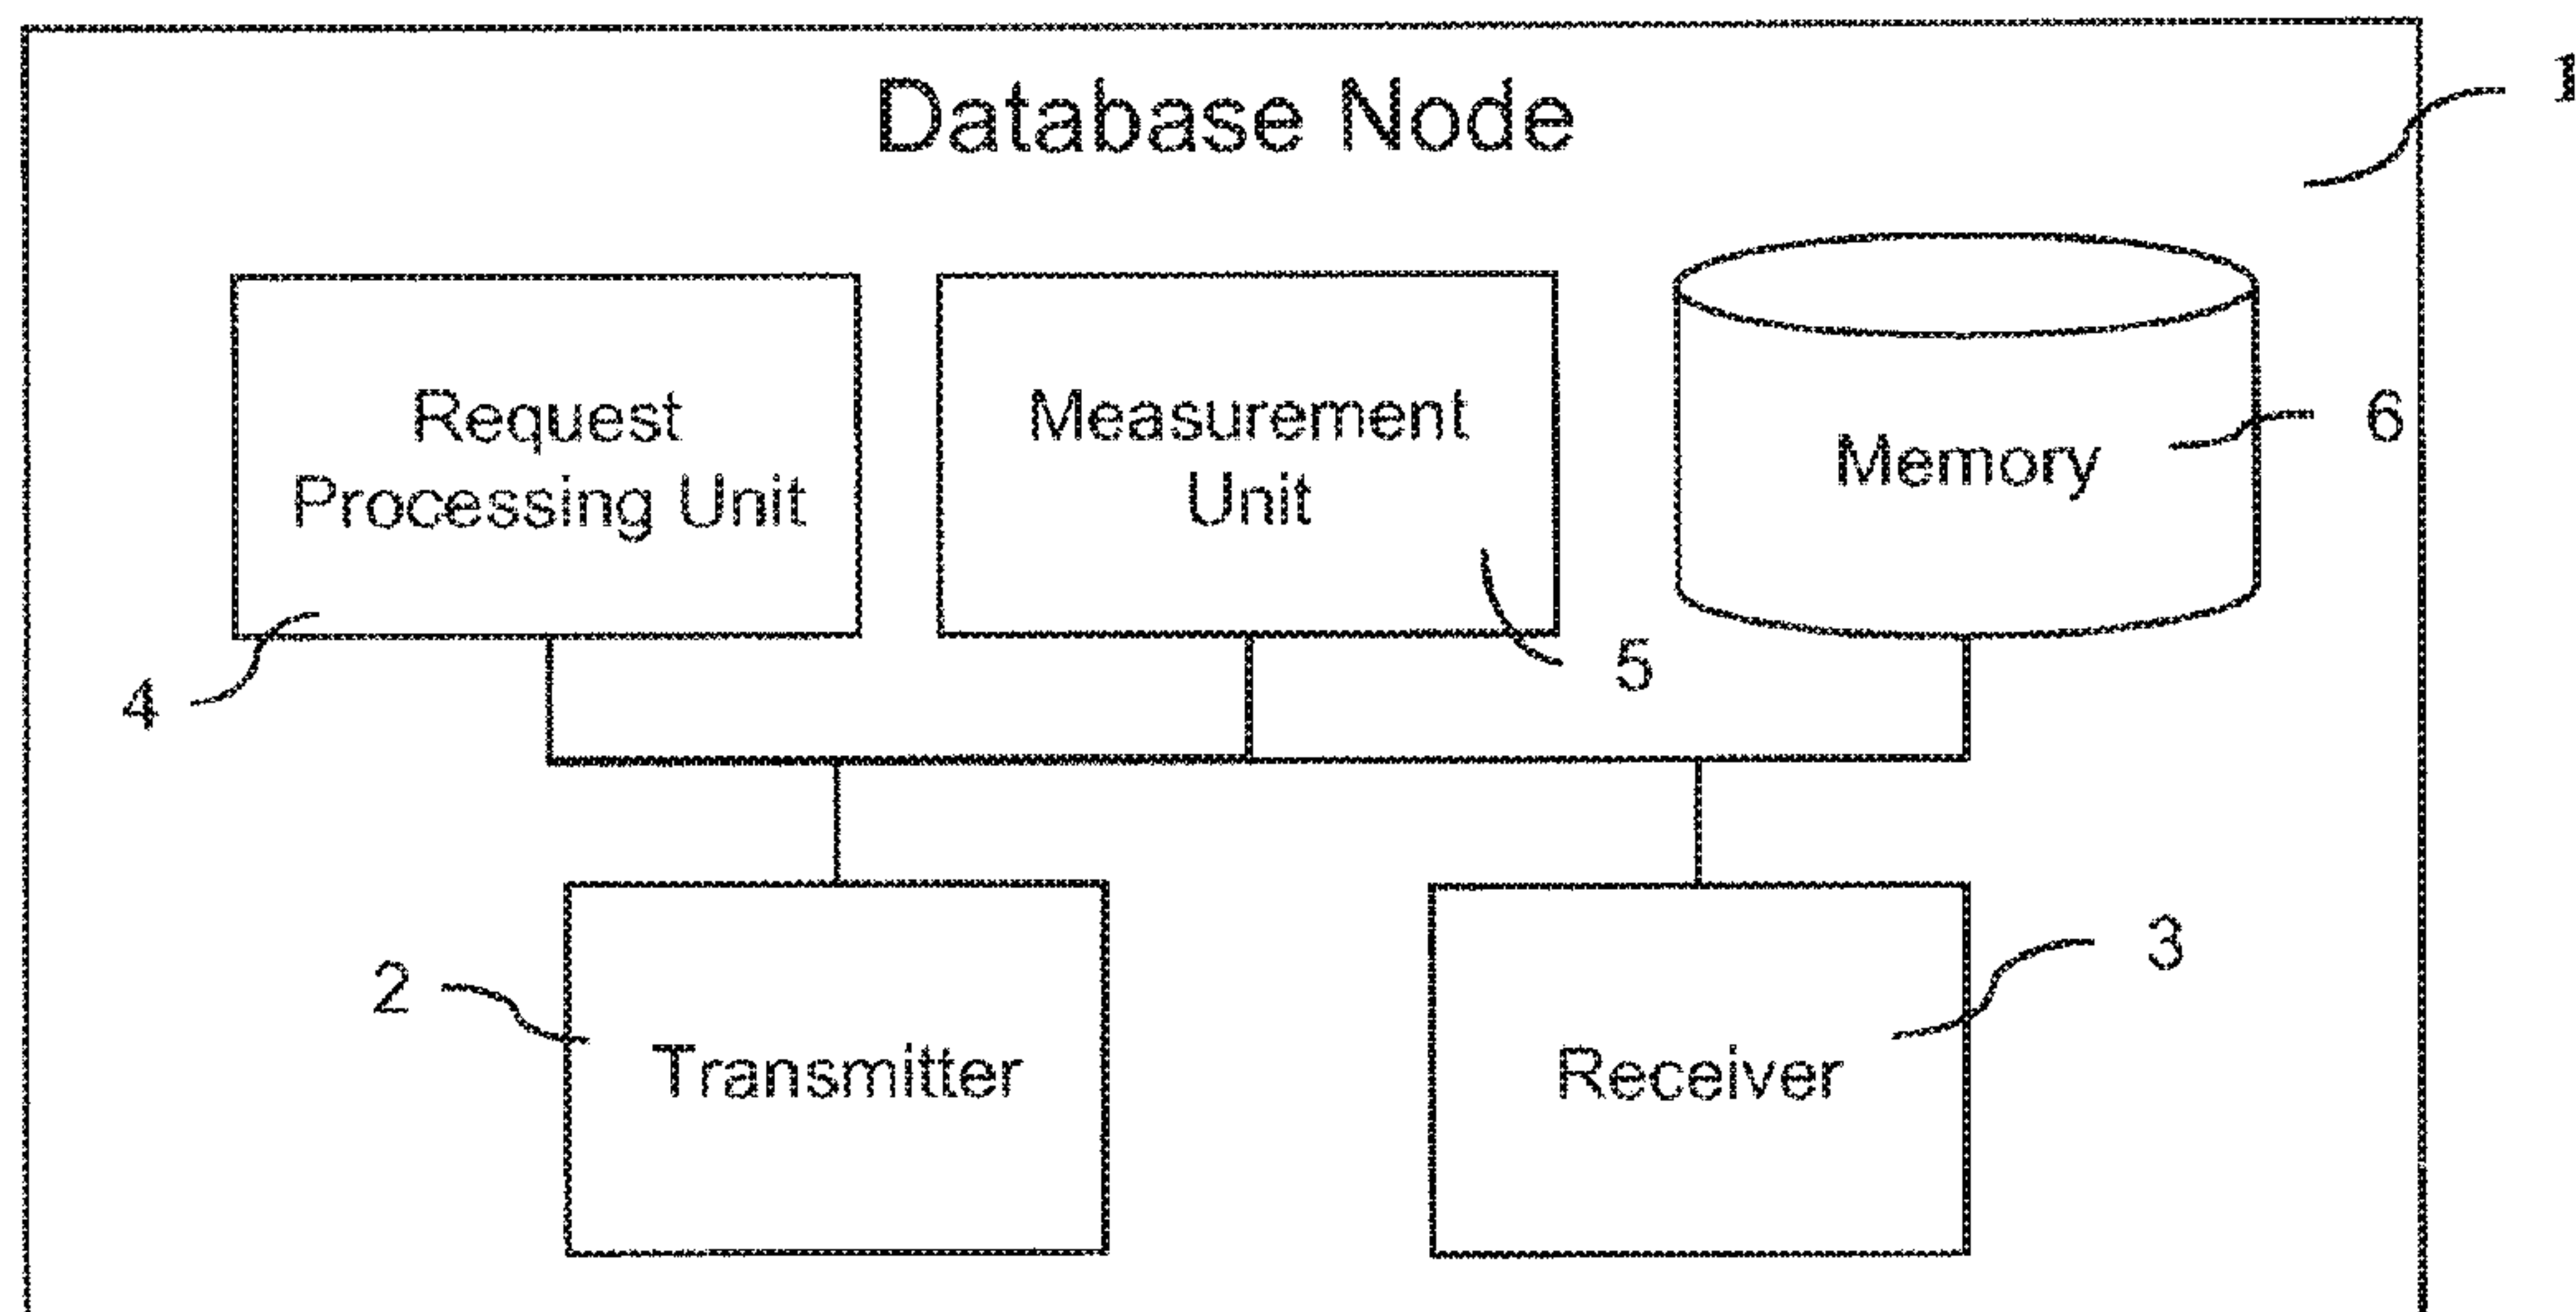 Database Node
1
Request
Processing Unit
4
Measurement
Unit
5
Memory
6
2
Transmitter
Receiver
3